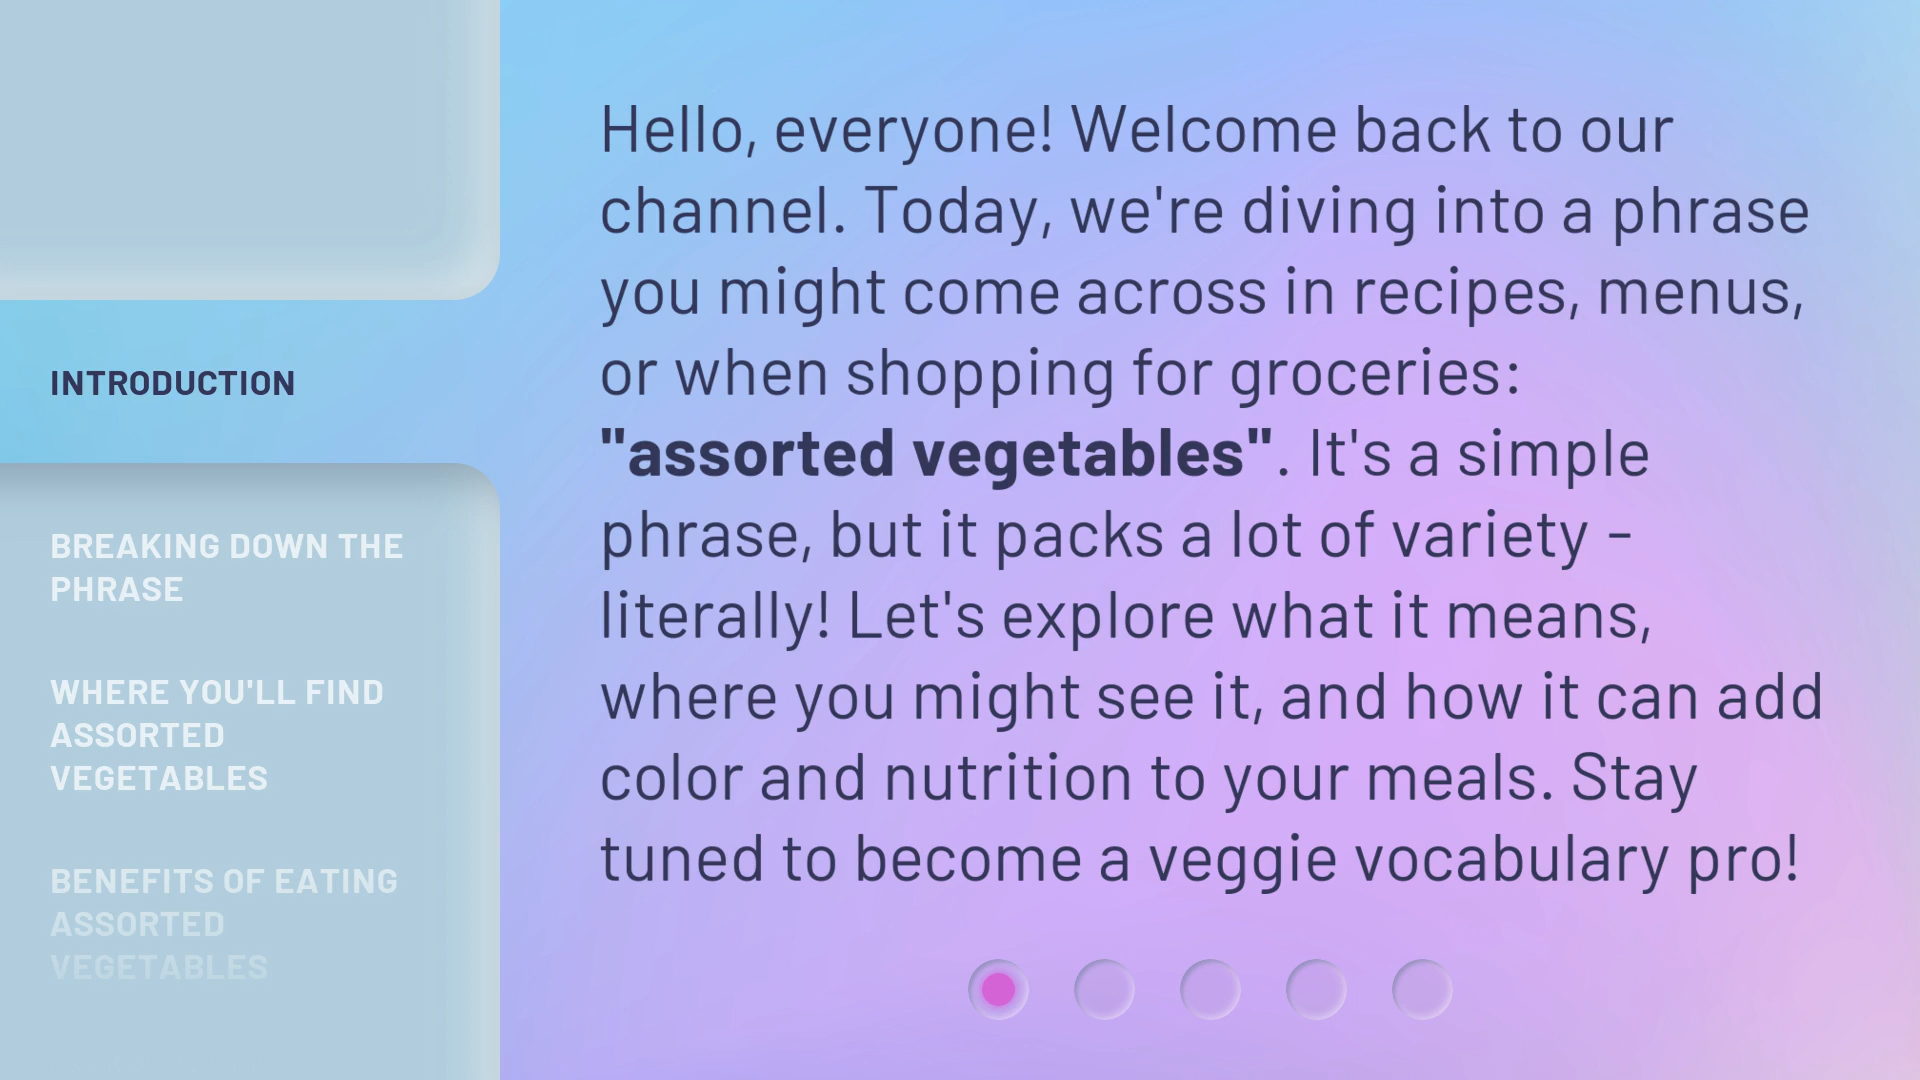 INTRODUCTION
BREAKING DOWN THE
PHRASE
WHERE YOU'LL FIND
ASSORTED
VEGETABLES
BENEFITS OF EATING
ASSORTED
VEGETABLES
Hello, everyone! Welcome back to our
channel. Today, we're diving into a phrase
you might come across in recipes, menus,
or when shopping for groceries:
"assorted vegetables". It's a simple
phrase, but it packs a lot of variety -
literally! Let's explore what it means,
where you might see it, and how it can add
color and nutrition to your meals. Stay
tuned to become a veggie vocabulary pro!